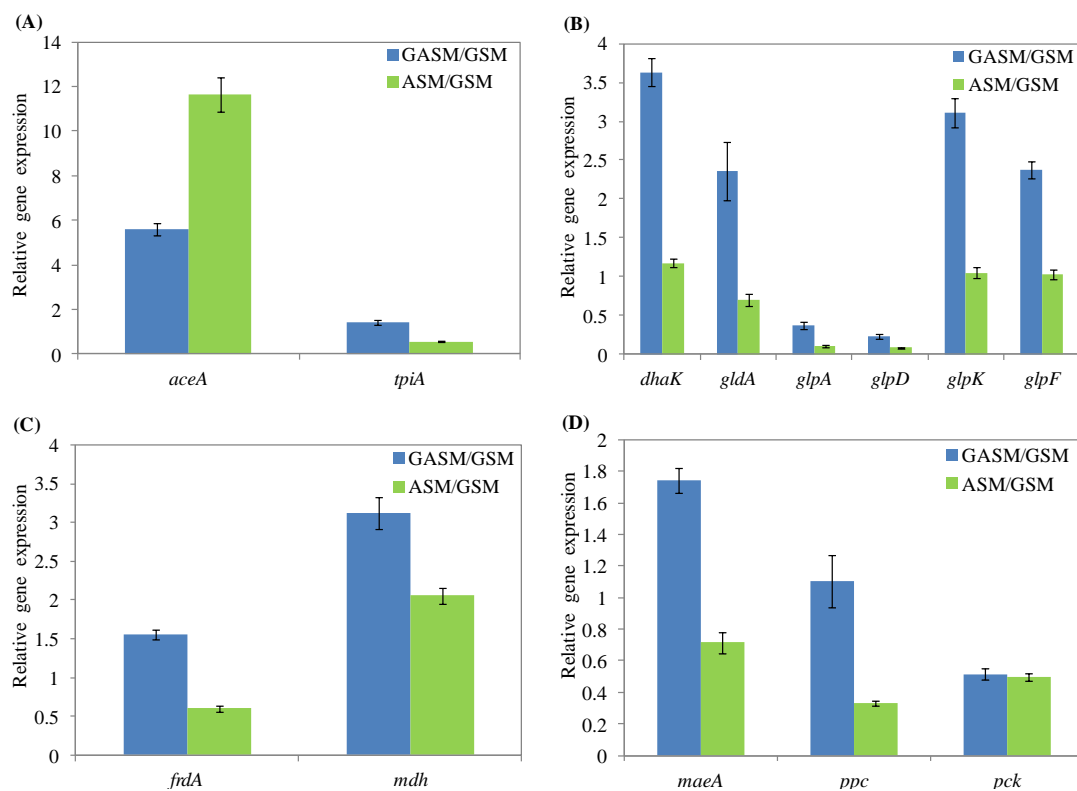 (A)
Relative gene expression
14
12
10
8
6
4
2
0
GASM/GSM
ASM/GSM
aceA tpiA
(B)
Relative gene expression
4
3.5
3
2.5
2
1.5
1
0.5
0
GASM/GSM
ASM/GSM
dhaK gldA glpA glpD glpK glpF
(C)
Relative gene expression
4
3.5
3
2.5
2
1.5
1
0.5
0
GASM/GSM
ASM/GSM
frdA mdh
(D)
Relative gene expression
2
1.8
1.6
1.4
1.2
1
0.8
0.6
0.4
0.2
0
GASM/GSM
ASM/GSM
maeA ppc pck